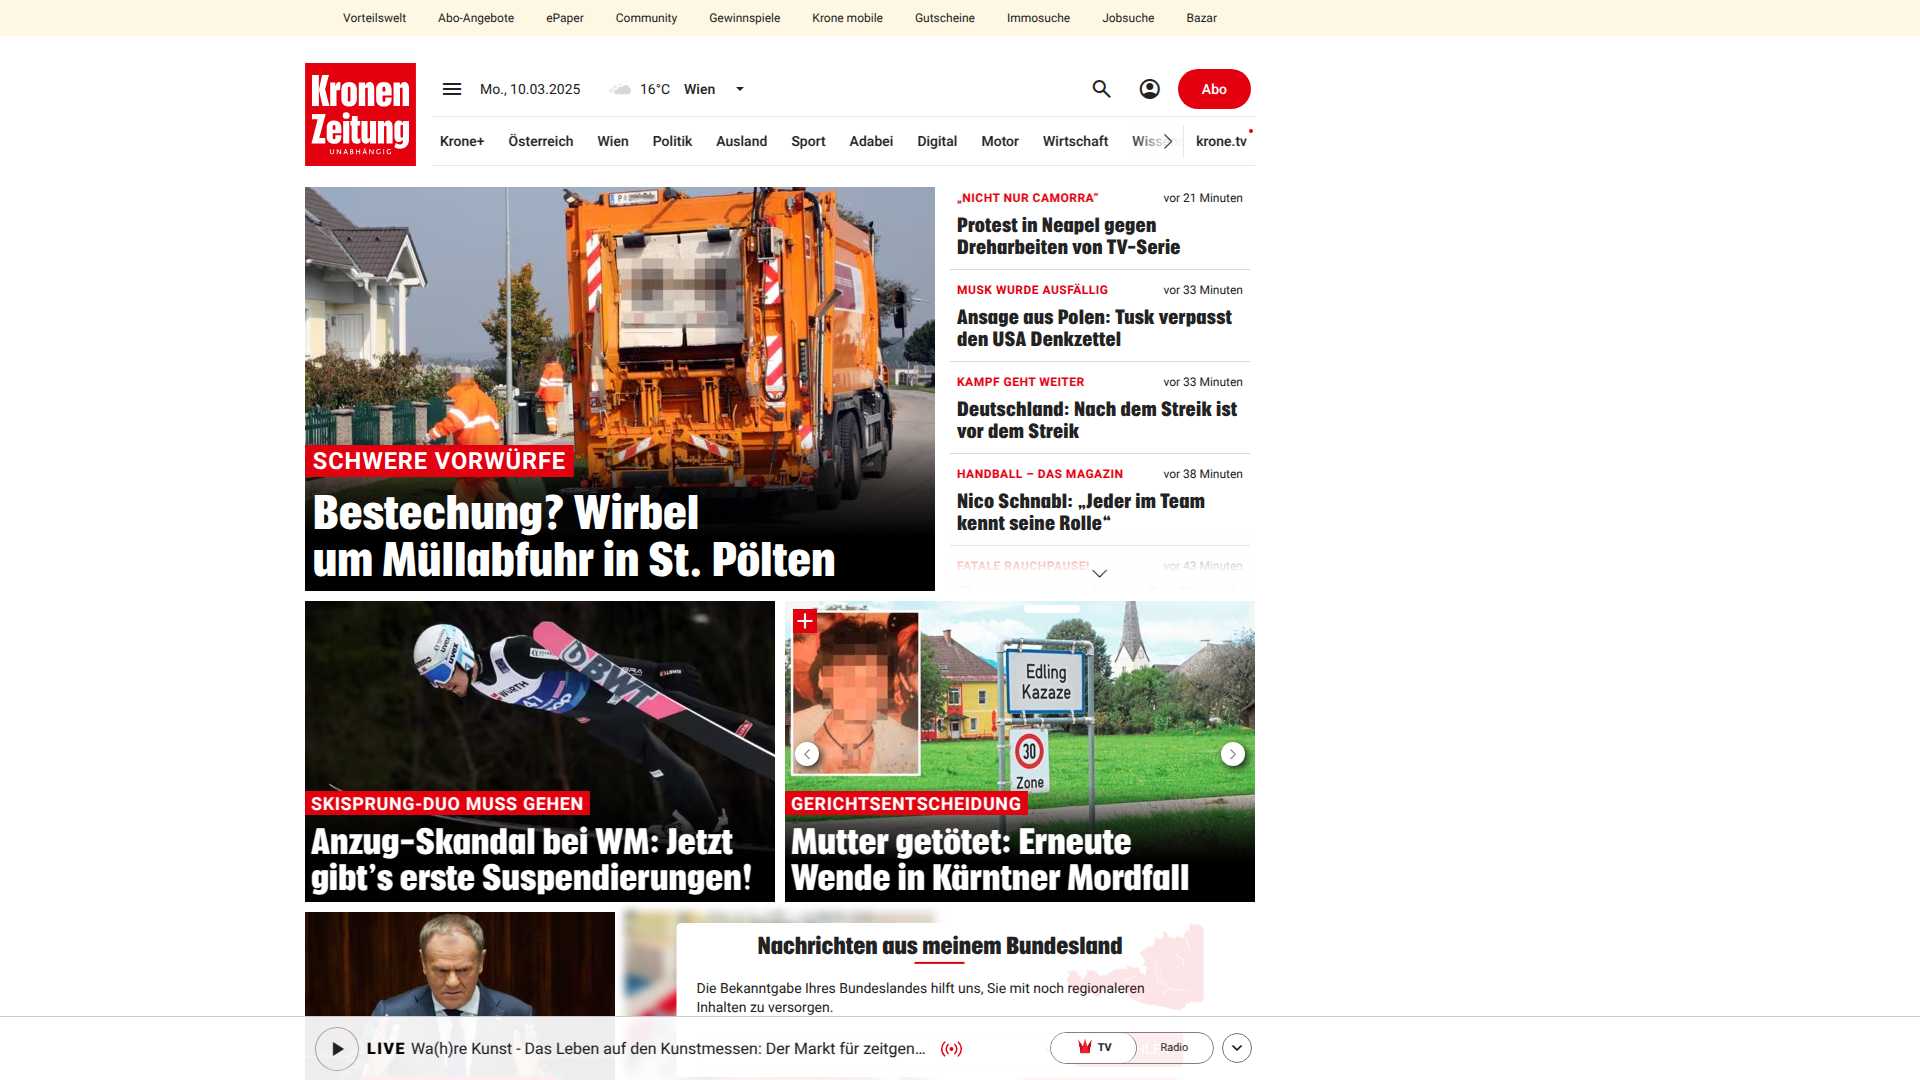 Vorteilswelt Abo-Angebote ePaper Community Gewinnspiele Krone mobile Gutscheine Immosuche Jobsuche Bazar
Kronen
Zeitung
UNABHÄNGIG
Mo., 10.03.2025 16°C Wien
Abo
Krone+ Österreich Wien Politik Ausland Sport Adabei Digital Motor Wirtschaft krone.tv
SCHWERE VORWÜRFE
Bestechung? Wirbel
um Müllabfuhr in St. Pölten
„NICHT NUR CAMORRA“ vor 21 Minuten
Protest in Neapel gegen
Dreharbeiten von TV-Serie
MUSK WURDE AUSFÄLLIG vor 33 Minuten
Ansage aus Polen: Tusk verpasst
den USA Denkzettel
KAMPF GEHT WEITER vor 33 Minuten
Deutschland: Nach dem Streik ist
vor dem Streik
HANDBALL – DAS MAGAZIN vor 38 Minuten
Nico Schnabl: „Jeder im Team
kennt seine Rolle“
FATALE RAUCHPAUSE! vor 43 Minuten
uvex
WÜRTH
BWT
SKISPRUNG-DUO MUSS GEHEN
Anzug-Skandal bei WM: Jetzt
gibt’s erste Suspendierungen!
Edling
Kazaze
30
Zone
GERICHTSENTSCHEIDUNG
Mutter getötet: Erneute
Wende in Kärntner Mordfall
Nachrichten aus meinem Bundesland
Die Bekanntgabe Ihres Bundeslandes hilft uns, Sie mit noch regionaleren
Inhalten zu versorgen.
LIVE Wa(h)re Kunst - Das Leben auf den Kunstmessen: Der Markt für zeitgen...
TV Radio